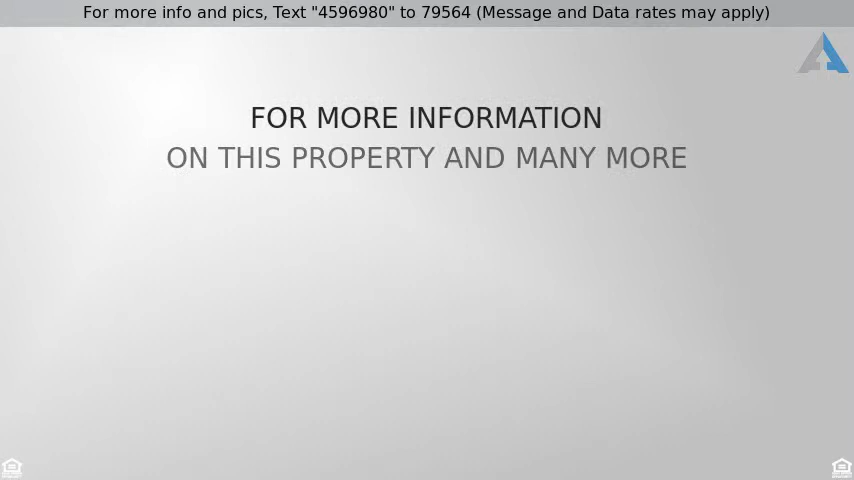 For more info and pics, Text "4596980" to 79564 (Message and Data rates may apply)
FOR MORE INFORMATION
ON THIS PROPERTY AND MANY MORE